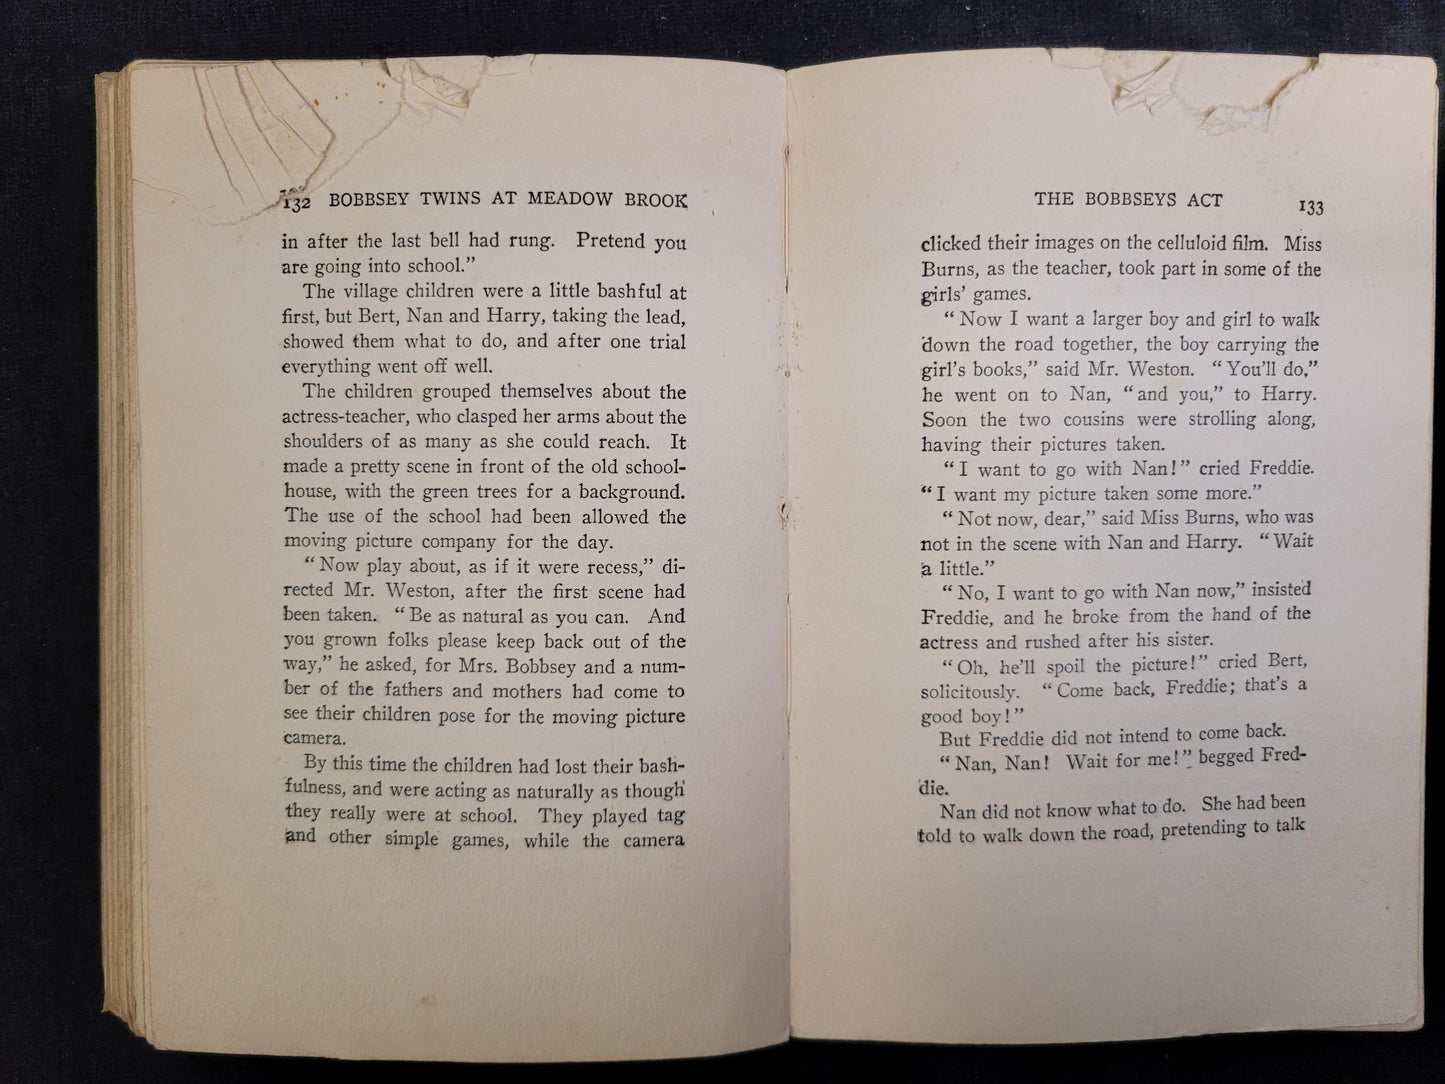 132 BOBBSEY TWINS AT MEADOW BROOK
in after the last bell had rung. Pretend you
are going into school.”
The village children were a little bashful at
first, but Bert, Nan and Harry, taking the lead,
showed them what to do, and after one trial
everything went off well.
The children grouped themselves about the
actress-teacher, who clasped her arms about the
shoulders of as many as she could reach. It
made a pretty scene in front of the old school-
house, with the green trees for a background.
The use of the school had been allowed the
moving picture company for the day.
“Now play about, as if it were recess,” di-
rected Mr. Weston, after the first scene had
been taken. “Be as natural as you can. And
you grown folks please keep back out of the
way,” he asked, for Mrs. Bobbsey and a num-
ber of the fathers and mothers had come to
see their children pose for the moving picture
camera.
By this time the children had lost their bash-
fulness, and were acting as naturally as though
they really were at school. They played tag
and other simple games, while the camera
THE BOBBSEYS ACT 133
clicked their images on the celluloid film. Miss
Burns, as the teacher, took part in some of the
girls’ games.
“Now I want a larger boy and girl to walk
down the road together, the boy carrying the
girl’s books,” said Mr. Weston. “You’ll do,”
he went on to Nan, “and you,” to Harry.
Soon the two cousins were strolling along,
having their pictures taken.
“I want to go with Nan!” cried Freddie.
“I want my picture taken some more.”
“Not now, dear,” said Miss Burns, who was
not in the scene with Nan and Harry. “Wait
a little.”
“No, I want to go with Nan now,” insisted
Freddie, and he broke from the hand of the
actress and rushed after his sister.
“Oh, he’ll spoil the picture!” cried Bert,
solicitously. “Come back, Freddie; that’s a
good boy!”
But Freddie did not intend to come back.
“Nan, Nan! Wait for me!” begged Fred-
die.
Nan did not know what to do. She had been
told to walk down the road, pretending to talk